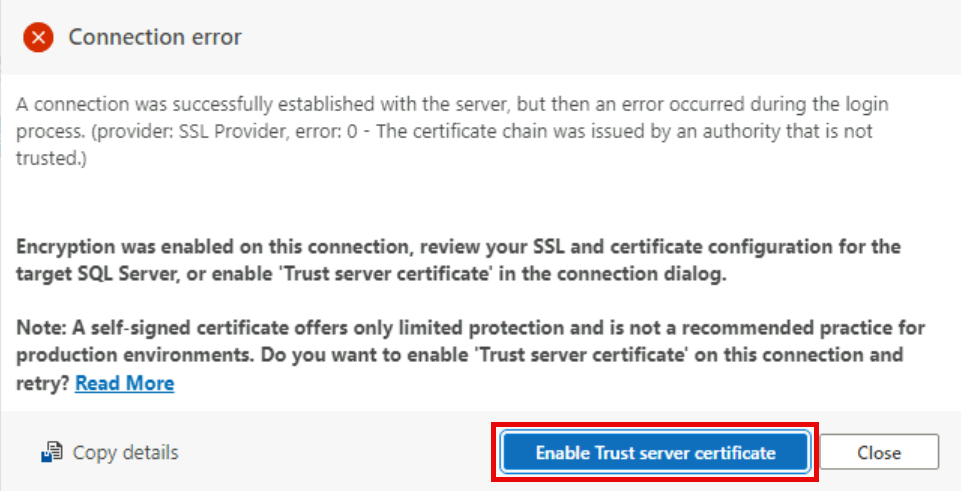 Connection error
A connection was successfully established with the server, but then an error occurred during the login
process. (provider: SSL Provider, error: 0 - The certificate chain was issued by an authority that is not
trusted.)
Encryption was enabled on this connection, review your SSL and certificate configuration for the
target SQL Server, or enable 'Trust server certificate' in the connection dialog.
Note: A self-signed certificate offers only limited protection and is not a recommended practice for
production environments. Do you want to enable 'Trust server certificate' on this connection and
retry? Read More
Copy details
Enable Trust server certificate
Close